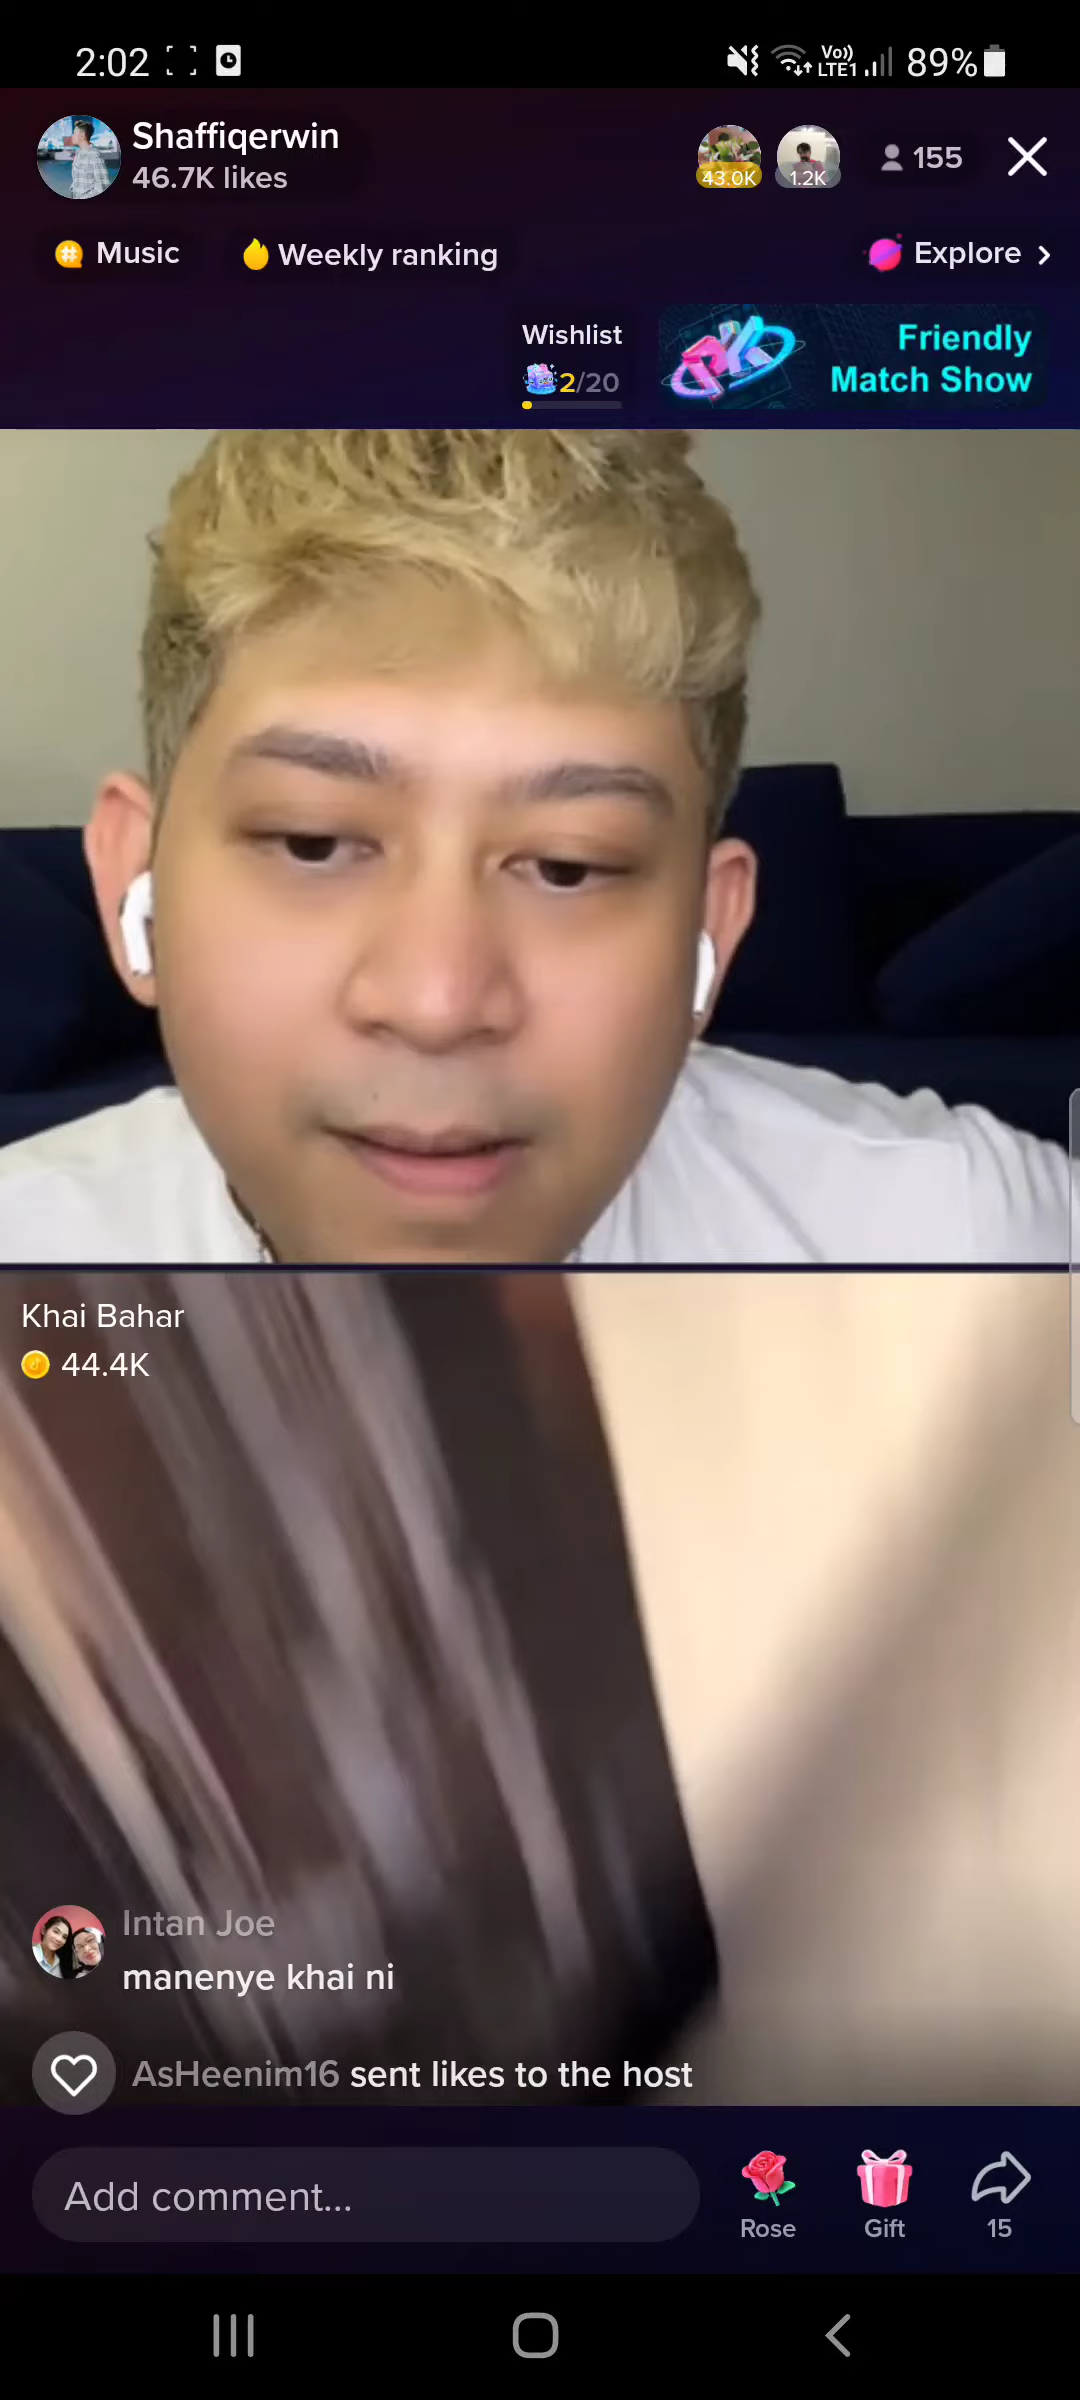 2:02
Vo))
LTE1
89%
Shaffiqerwin
46.7K likes
43.0K
1.2K
155
Music
Weekly ranking
Explore
Wishlist
2/20
Friendly
Match Show
Khai Bahar
44.4K
Intan Joe
manenye khai ni
AsHeenim16 sent likes to the host
Add comment...
Rose
Gift
15